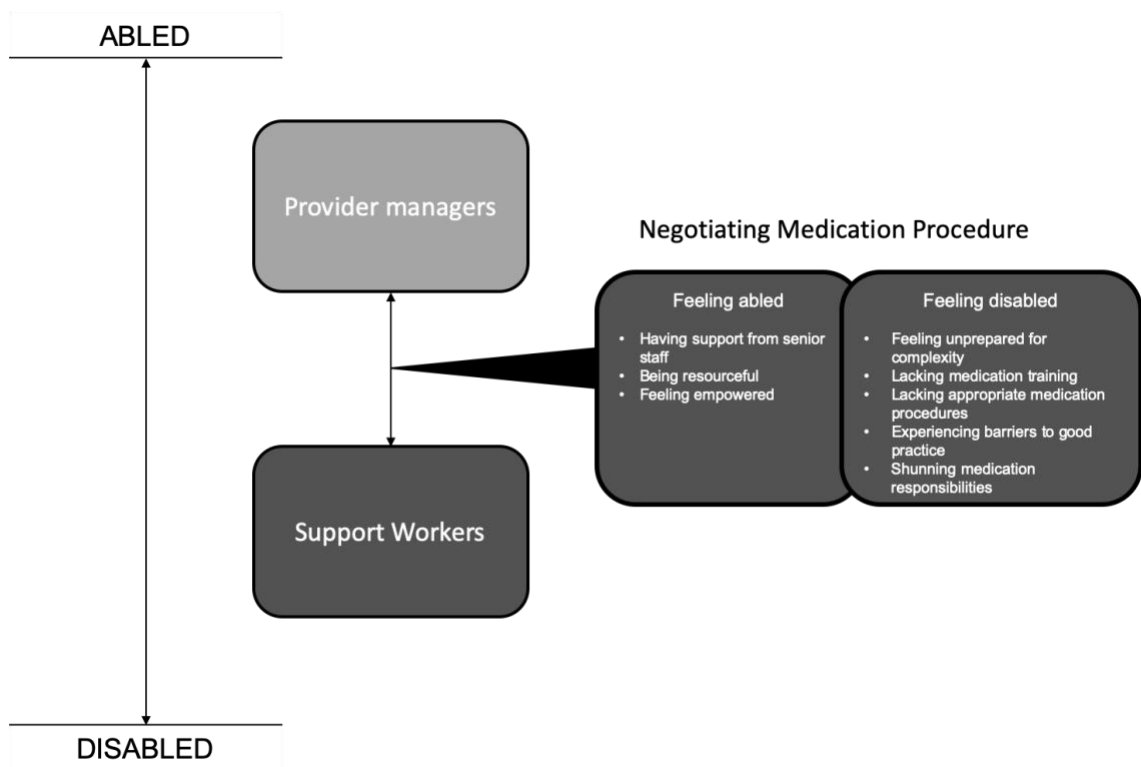 ABLED
Provider managers
Negotiating Medication Procedure
Feeling abled
• Having support from senior
staff
• Being resourceful
• Feeling empowered
Feeling disabled
• Feeling unprepared for
complexity
• Lacking medication training
• Lacking appropriate medication
procedures
• Experiencing barriers to good
practice
• Shunning medication
responsibilities
Support Workers
DISABLED